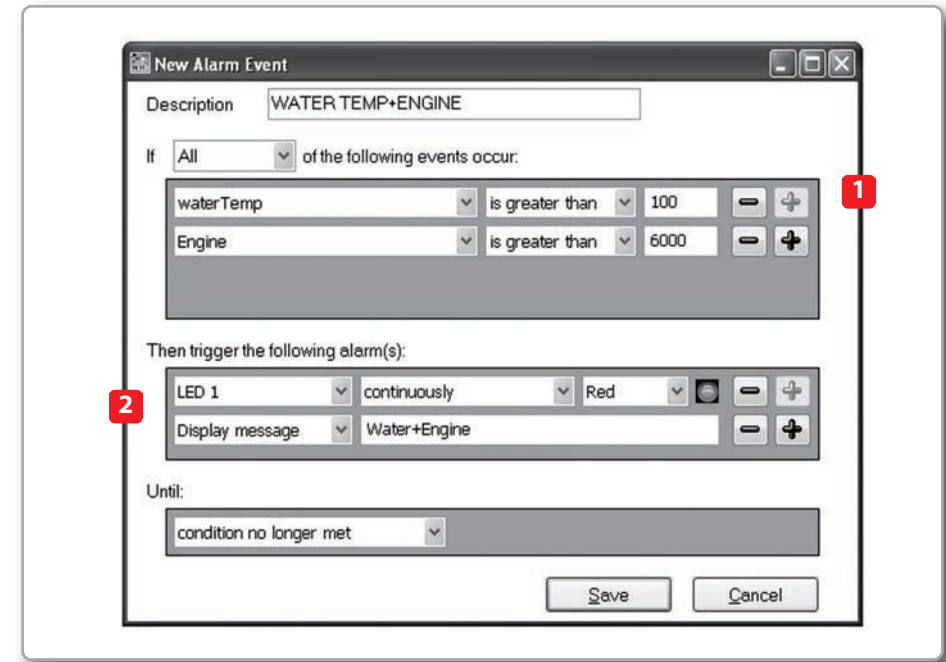 New Alarm Event
Description WATER TEMP+ENGINE
If All of the following events occur:
1
waterTemp is greater than 100
Engine is greater than 6000
Then trigger the following alarm(s):
2
LED 1 continuously Red
Display message Water+Engine
Until:
condition no longer met
Save Cancel